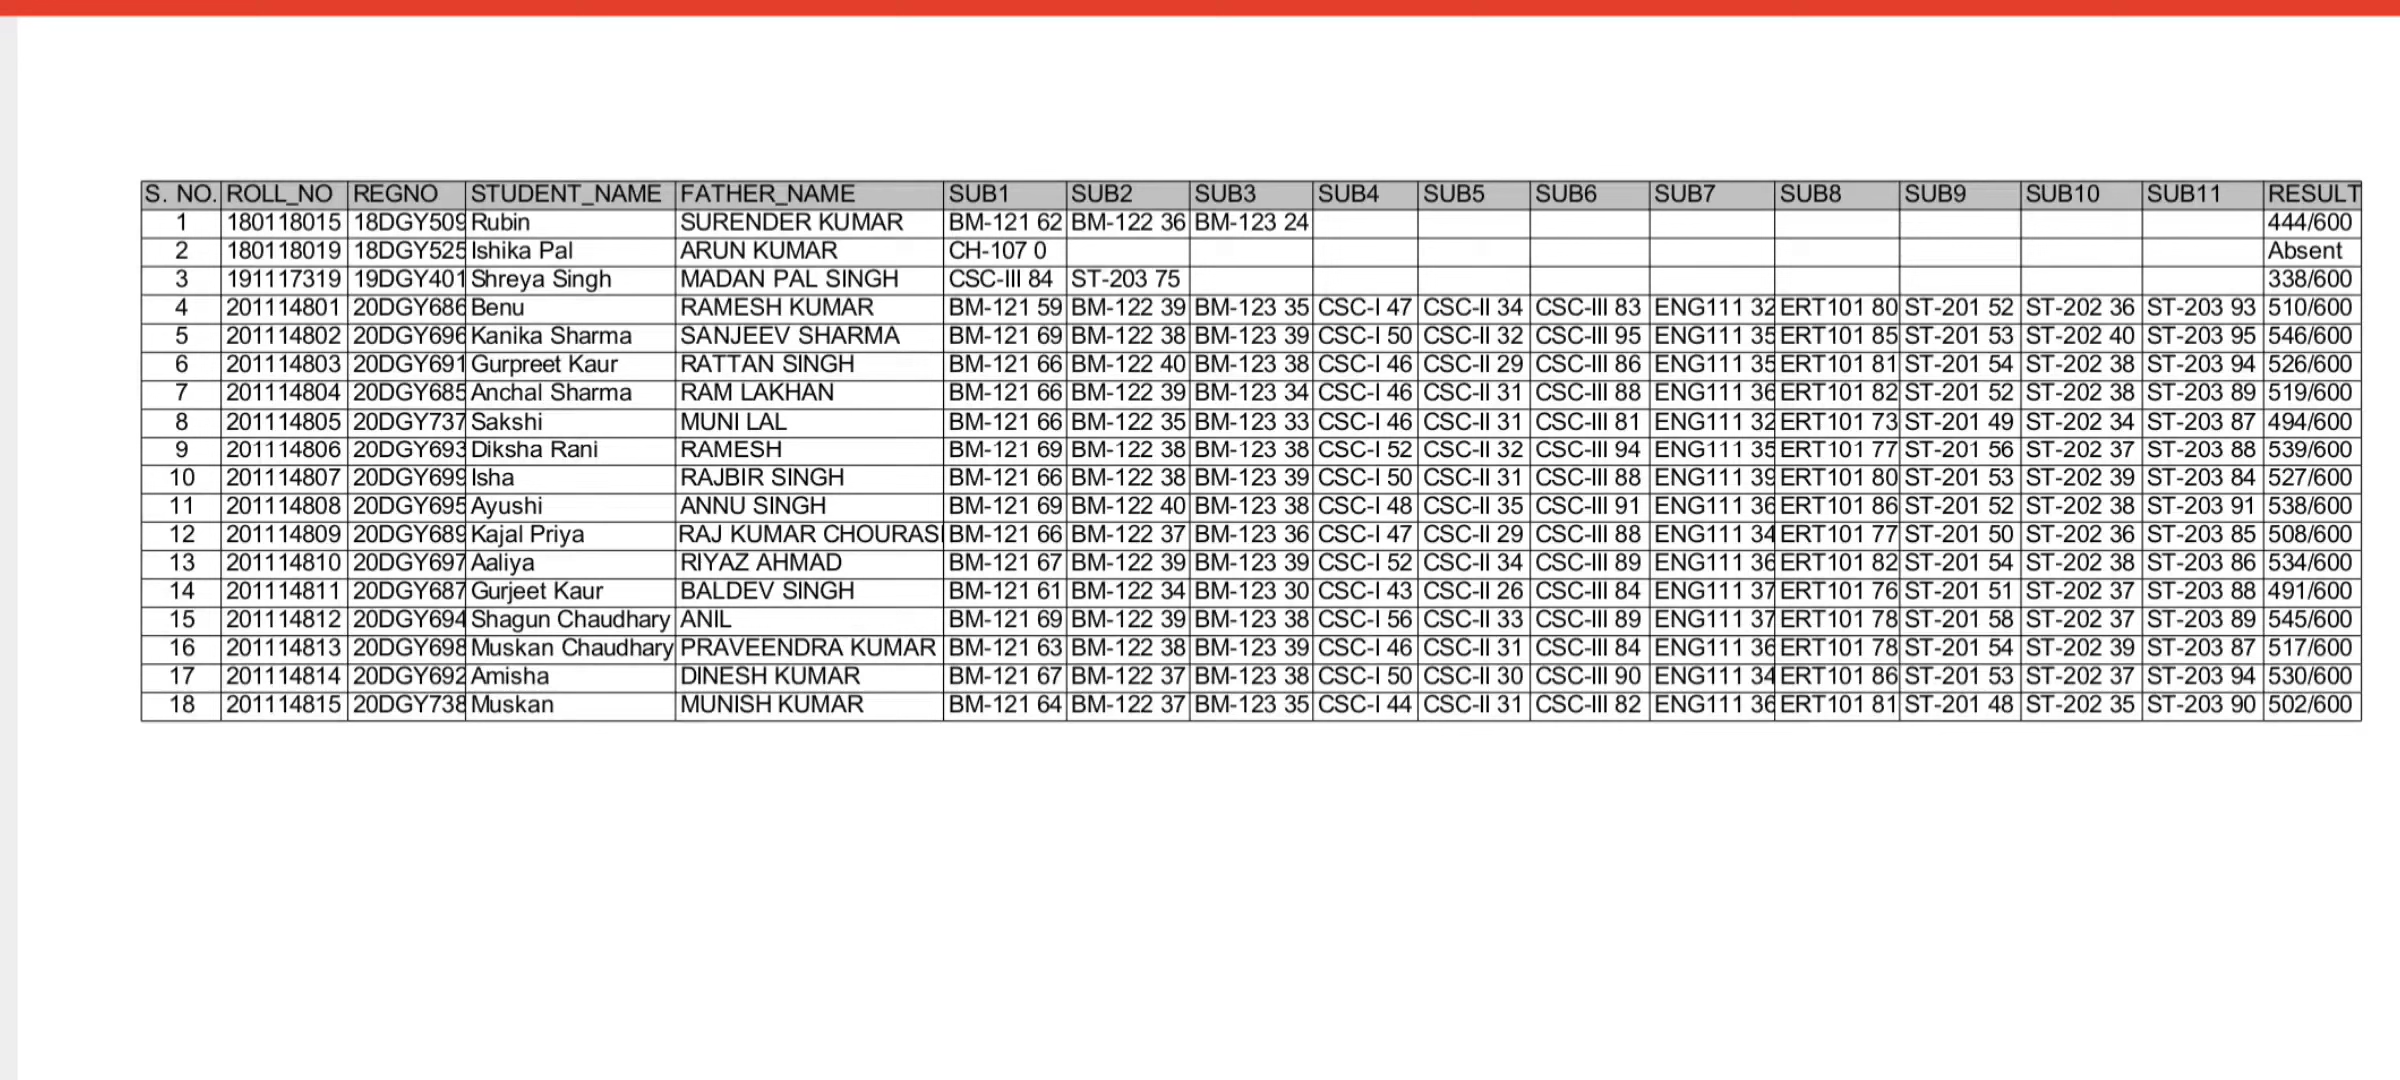 S. NO. ROLL_NO REGNO STUDENT_NAME FATHER_NAME SUB1 SUB2 SUB3 SUB4 SUB5 SUB6 SUB7 SUB8 SUB9 SUB10 SUB11 RESULT
1 180118015 18DGY509 Rubin SURENDER KUMAR BM-121 62 BM-122 36 BM-123 24 444/600
2 180118019 18DGY525 Ishika Pal ARUN KUMAR CH-107 0 Absent
3 191117319 19DGY401 Shreya Singh MADAN PAL SINGH CSC-III 84 ST-203 75 338/600
4 201114801 20DGY686 Benu RAMESH KUMAR BM-121 59 BM-122 39 BM-123 35 CSC-I 47 CSC-II 34 CSC-III 83 ENG111 32 ERT101 80 ST-201 52 ST-202 36 ST-203 93 510/600
5 201114802 20DGY696 Kanika Sharma SANJEEV SHARMA BM-121 69 BM-122 38 BM-123 39 CSC-I 50 CSC-II 32 CSC-III 95 ENG111 35 ERT101 85 ST-201 53 ST-202 40 ST-203 95 546/600
6 201114803 20DGY691 Gurpreet Kaur RATTAN SINGH BM-121 66 BM-122 40 BM-123 38 CSC-I 46 CSC-II 29 CSC-III 86 ENG111 35 ERT101 81 ST-201 54 ST-202 38 ST-203 94 526/600
7 201114804 20DGY685 Anchal Sharma RAM LAKHAN BM-121 66 BM-122 39 BM-123 34 CSC-I 46 CSC-II 31 CSC-III 88 ENG111 36 ERT101 82 ST-201 52 ST-202 38 ST-203 89 519/600
8 201114805 20DGY737 Sakshi MUNI LAL BM-121 66 BM-122 35 BM-123 33 CSC-I 46 CSC-II 31 CSC-III 81 ENG111 32 ERT101 73 ST-201 49 ST-202 34 ST-203 87 494/600
9 201114806 20DGY693 Diksha Rani RAMESH BM-121 69 BM-122 38 BM-123 38 CSC-I 52 CSC-II 32 CSC-III 94 ENG111 35 ERT101 77 ST-201 56 ST-202 37 ST-203 88 539/600
10 201114807 20DGY699 Isha RAJBIR SINGH BM-121 66 BM-122 38 BM-123 39 CSC-I 50 CSC-II 31 CSC-III 88 ENG111 39 ERT101 80 ST-201 53 ST-202 39 ST-203 84 527/600
11 201114808 20DGY695 Ayushi ANNU SINGH BM-121 69 BM-122 40 BM-123 38 CSC-I 48 CSC-II 35 CSC-III 91 ENG111 36 ERT101 86 ST-201 52 ST-202 38 ST-203 91 538/600
12 201114809 20DGY689 Kajal Priya RAJ KUMAR CHOURASI BM-121 66 BM-122 37 BM-123 36 CSC-I 47 CSC-II 29 CSC-III 88 ENG111 34 ERT101 77 ST-201 50 ST-202 36 ST-203 85 508/600
13 201114810 20DGY697 Aaliya RIYAZ AHMAD BM-121 67 BM-122 39 BM-123 39 CSC-I 52 CSC-II 34 CSC-III 89 ENG111 36 ERT101 82 ST-201 54 ST-202 38 ST-203 86 534/600
14 201114811 20DGY687 Gurjeet Kaur BALDEV SINGH BM-121 61 BM-122 34 BM-123 30 CSC-I 43 CSC-II 26 CSC-III 84 ENG111 37 ERT101 76 ST-201 51 ST-202 37 ST-203 88 491/600
15 201114812 20DGY694 Shagun Chaudhary ANIL BM-121 69 BM-122 39 BM-123 38 CSC-I 56 CSC-II 33 CSC-III 89 ENG111 37 ERT101 78 ST-201 58 ST-202 37 ST-203 89 545/600
16 201114813 20DGY698 Muskan Chaudhary PRAVEENDRA KUMAR BM-121 63 BM-122 38 BM-123 39 CSC-I 46 CSC-II 31 CSC-III 84 ENG111 36 ERT101 78 ST-201 54 ST-202 39 ST-203 87 517/600
17 201114814 20DGY692 Amisha DINESH KUMAR BM-121 67 BM-122 37 BM-123 38 CSC-I 50 CSC-II 30 CSC-III 90 ENG111 34 ERT101 86 ST-201 53 ST-202 37 ST-203 94 530/600
18 201114815 20DGY738 Muskan MUNISH KUMAR BM-121 64 BM-122 37 BM-123 35 CSC-I 44 CSC-II 31 CSC-III 82 ENG111 36 ERT101 81 ST-201 48 ST-202 35 ST-203 90 502/600